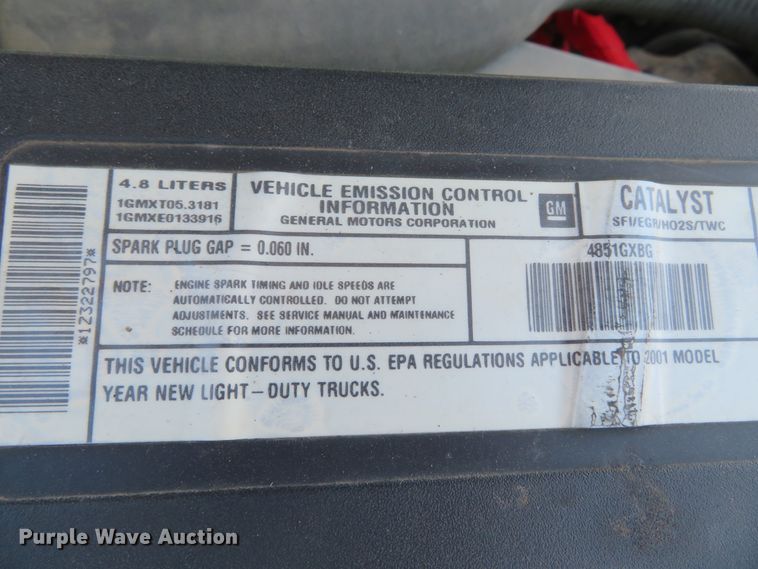 4.8 LITERS
1GMXT05.3181
1GMXE0133916
VEHICLE EMISSION CONTROL
INFORMATION
GENERAL MOTORS CORPORATION
GM
CATALYST
SFI/EGR/HO2S/TWC
SPARK PLUG GAP = 0.060 IN.
NOTE: ENGINE SPARK TIMING AND IDLE SPEEDS ARE
AUTOMATICALLY CONTROLLED. DO NOT ATTEMPT
ADJUSTMENTS. SEE SERVICE MANUAL AND MAINTENANCE
SCHEDULE FOR MORE INFORMATION.
4851GXBG
*12322797*
THIS VEHICLE CONFORMS TO U.S. EPA REGULATIONS APPLICABLE TO 2001 MODEL
YEAR NEW LIGHT-DUTY TRUCKS.
Purple Wave Auction